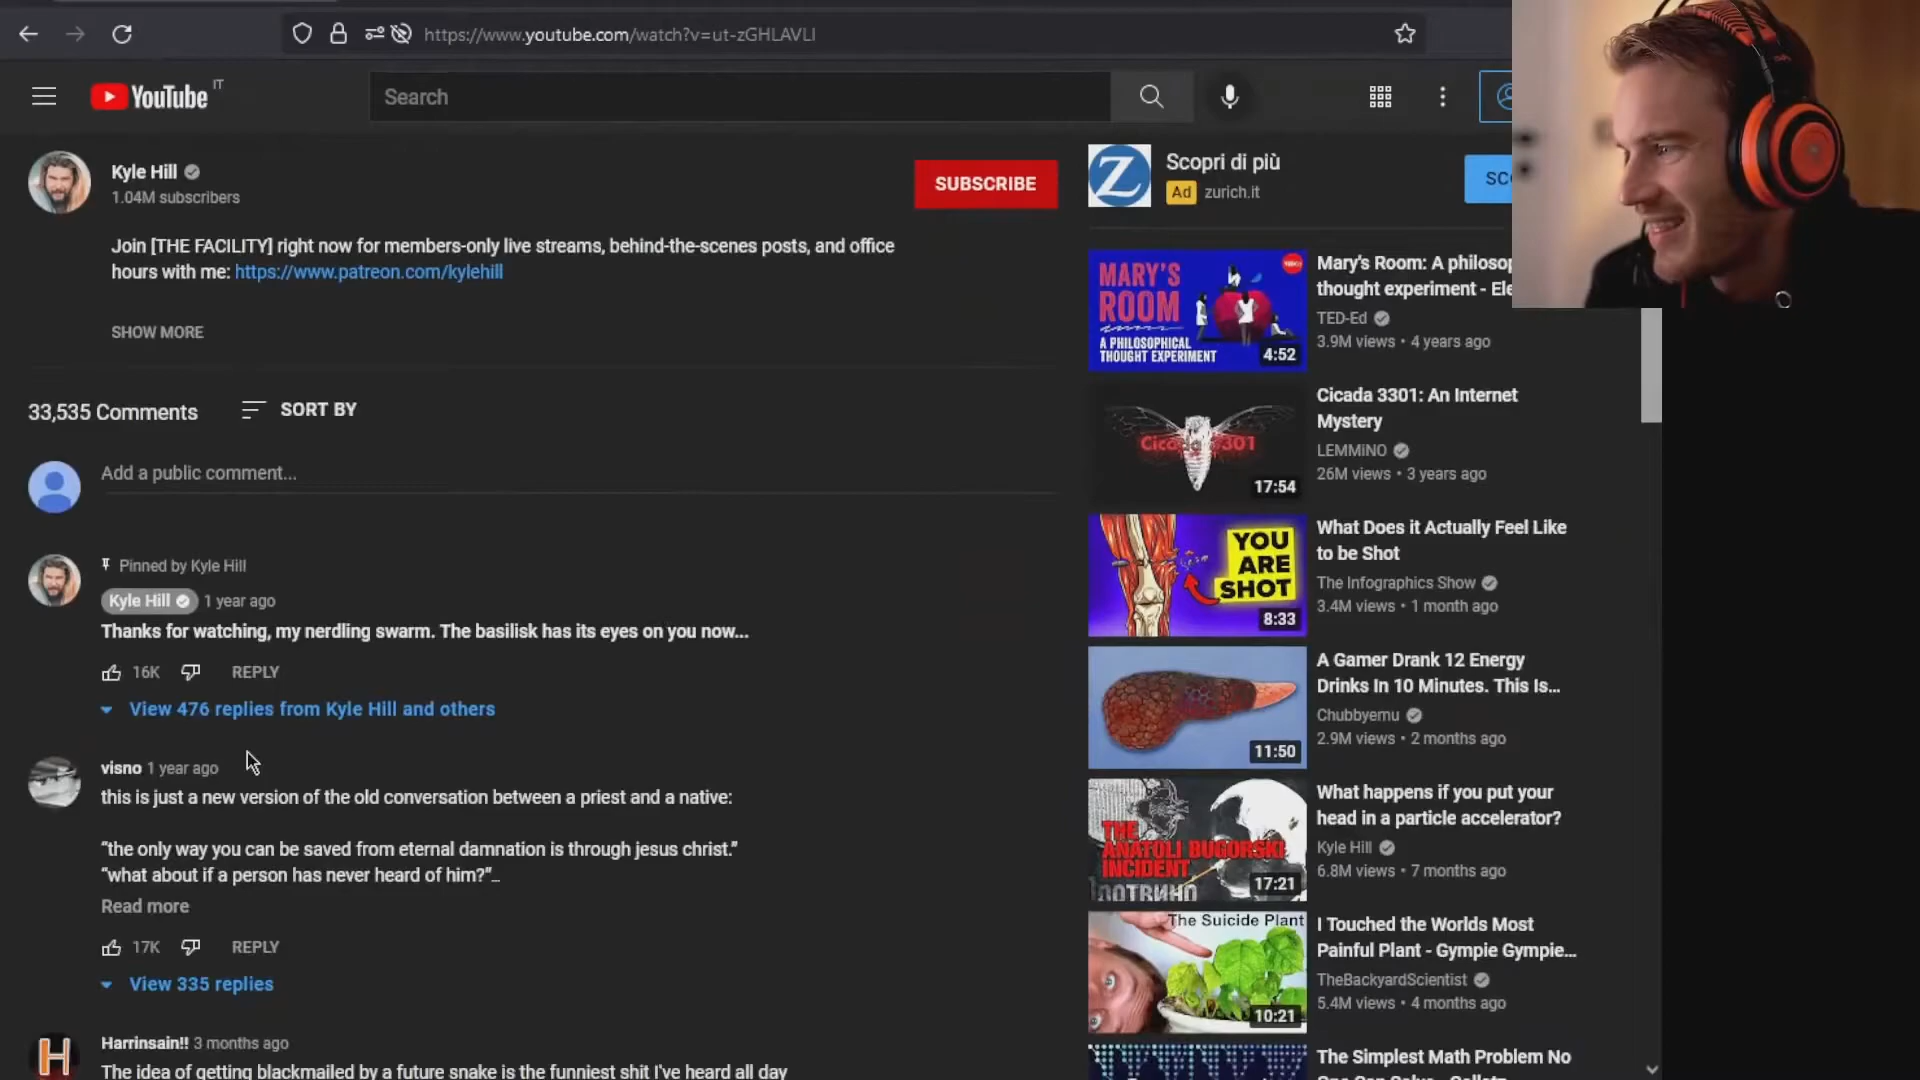 https://www.youtube.com/watch?v=ut-zGHLAVLI
YouTube IT
Search
Kyle Hill
1.04M subscribers
SUBSCRIBE
Join [THE FACILITY] right now for members-only live streams, behind-the-scenes posts, and office
hours with me: https://www.patreon.com/kylehill
SHOW MORE
33,535 Comments
SORT BY
Add a public comment...
Pinned by Kyle Hill
Kyle Hill 1 year ago
Thanks for watching, my nerdling swarm. The basilisk has its eyes on you now...
16K REPLY
View 476 replies from Kyle Hill and others
visno 1 year ago
this is just a new version of the old conversation between a priest and a native:
“the only way you can be saved from eternal damnation is through jesus christ.”
“what about if a person has never heard of him?”...
Read more
17K REPLY
View 335 replies
H
Harrinsain!! 3 months ago
The idea of getting blackmailed by a future snake is the funniest shit I've heard all day
Z
Scopri di più
Ad zurich.it
SCO
MARY'S
ROOM
A PHILOSOPHICAL
THOUGHT EXPERIMENT
4:52
Mary's Room: A philosop
thought experiment - Ele
TED-Ed
3.9M views • 4 years ago
Cicada 3301
17:54
Cicada 3301: An Internet
Mystery
LEMMiNO
26M views • 3 years ago
YOU
ARE
SHOT
8:33
What Does it Actually Feel Like
to be Shot
The Infographics Show
3.4M views • 1 month ago
11:50
A Gamer Drank 12 Energy
Drinks In 10 Minutes. This Is...
Chubbyemu
2.9M views • 2 months ago
THE
ANATOLI BUGORSKI
INCIDENT
17:21
What happens if you put your
head in a particle accelerator?
Kyle Hill
6.8M views • 7 months ago
The Suicide Plant
10:21
I Touched the Worlds Most
Painful Plant - Gympie Gympie...
TheBackyardScientist
5.4M views • 4 months ago
The Simplest Math Problem No